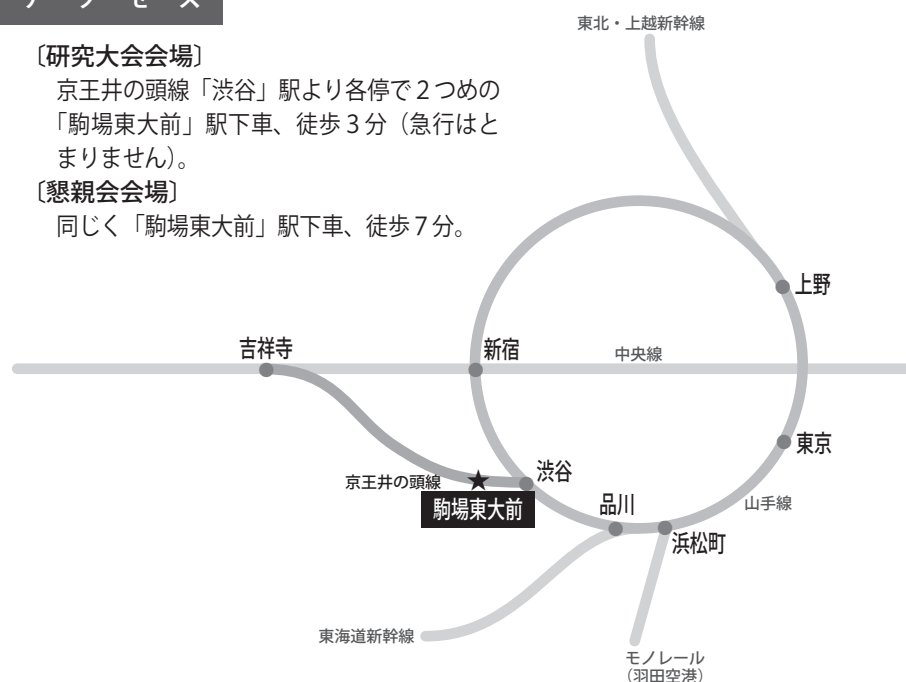 〔研究大会会場〕
京王井の頭線「渋谷」駅より各停で2つめの
「駒場東大前」駅下車、徒歩3分（急行はと
まりません）。
〔懇親会会場〕
同じく「駒場東大前」駅下車、徒歩7分。
東北・上越新幹線
上野
吉祥寺
新宿
中央線
東京
京王井の頭線
★
渋谷
駒場東大前
品川
山手線
浜松町
東海道新幹線
モノレール
（羽田空港）